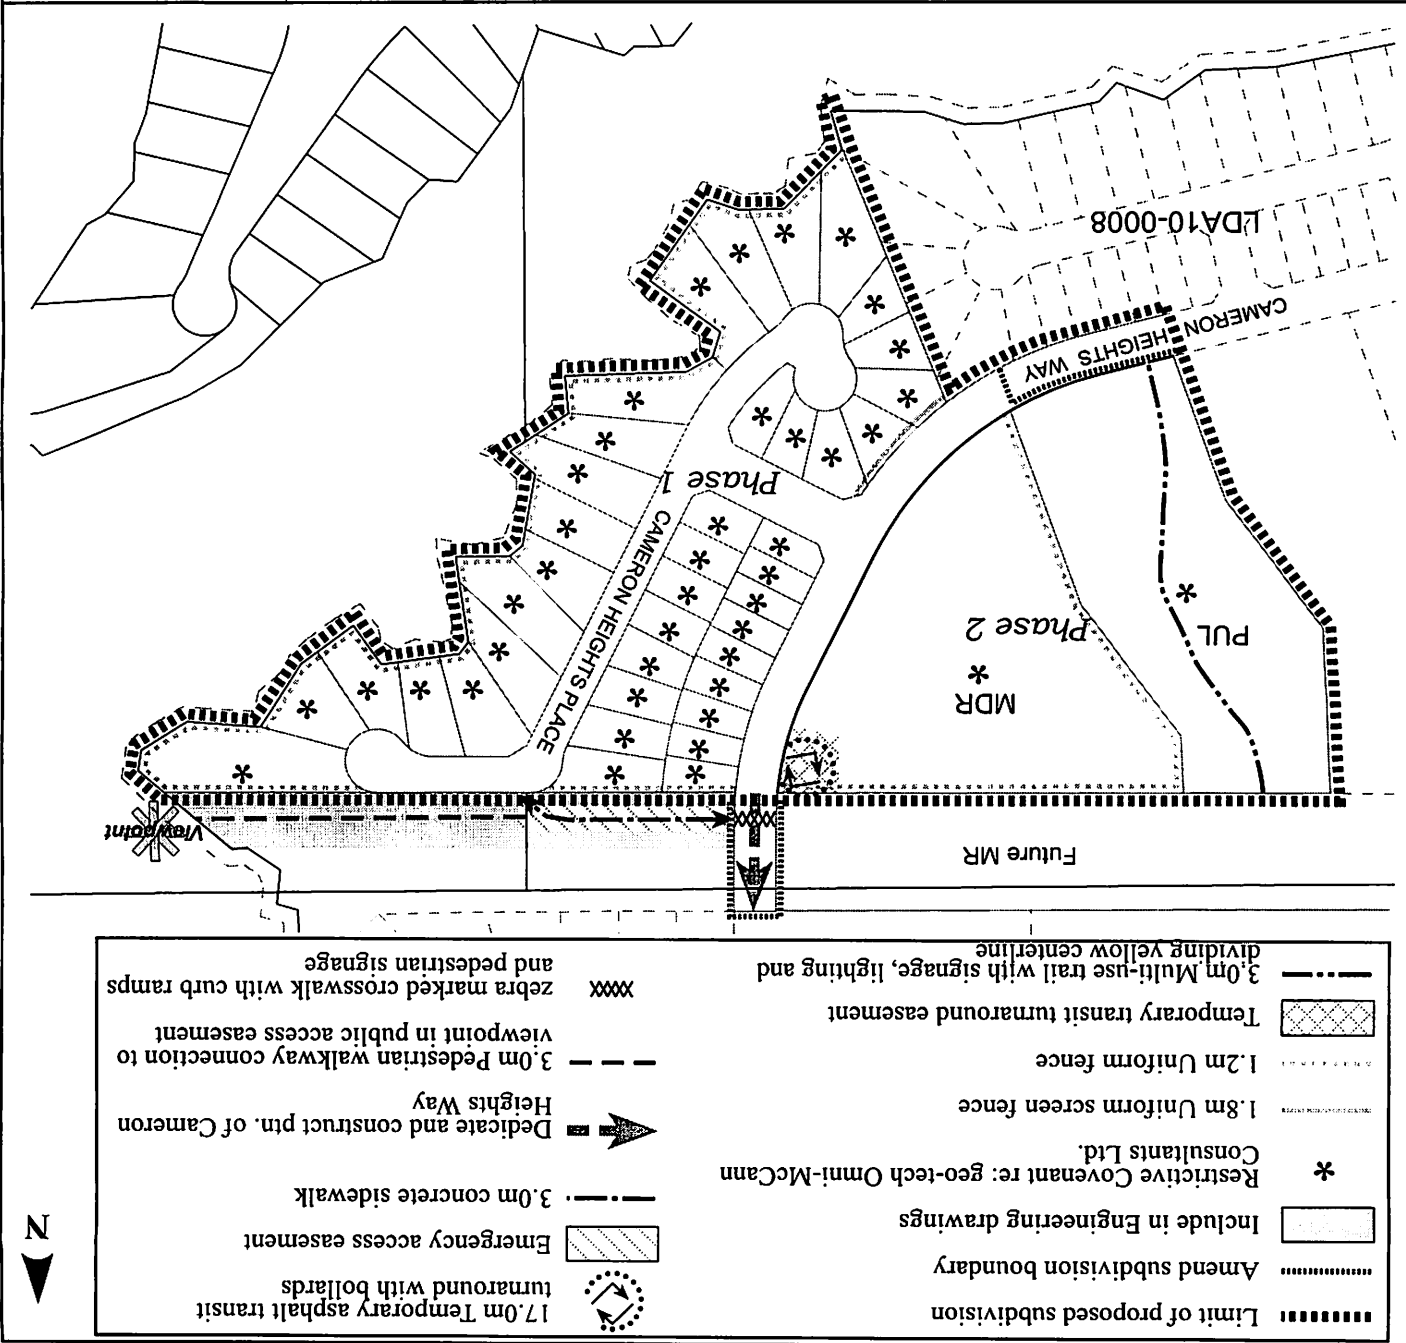 N
Limit of proposed subdivision
Amend subdivision boundary
Include in Engineering drawings
Restrictive Covenant re: geo-tech Omni-McCann
Consultants Ltd.
1.8m Uniform screen fence
1.2m Uniform fence
Temporary transit turnaround easement
3.0m Multi-use trail with signage, lighting and
dividing yellow centerline
17.0m Temporary asphalt transit
turnaround with bollards
Emergency access easement
3.0m concrete sidewalk
Dedicate and construct ptn. of Cameron
Heights Way
3.0m Pedestrian walkway connection to
viewpoint in public access easement
zebra marked crosswalk with curb ramps
and pedestrian signage
Future MR
Viewpoint
MDR
Phase 2
PUL
CAMERON HEIGHTS PLACE
Phase 1
CAMERON HEIGHTS WAY
LDA10-0008